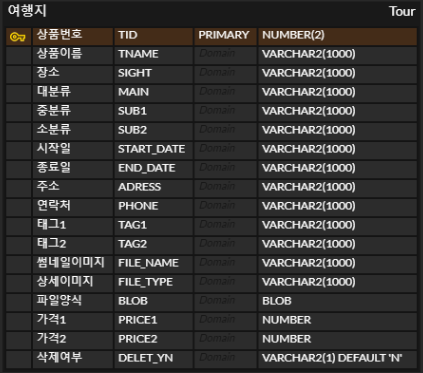 여행지 Tour
상품번호 TID PRIMARY NUMBER(2)
상품이름 TNAME Domain VARCHAR2(1000)
장소 SIGHT Domain VARCHAR2(1000)
대분류 MAIN Domain VARCHAR2(1000)
중분류 SUB1 Domain VARCHAR2(1000)
소분류 SUB2 Domain VARCHAR2(1000)
시작일 START_DATE Domain VARCHAR2(1000)
종료일 END_DATE Domain VARCHAR2(1000)
주소 ADRESS Domain VARCHAR2(1000)
연락처 PHONE Domain VARCHAR2(1000)
태그1 TAG1 Domain VARCHAR2(1000)
태그2 TAG2 Domain VARCHAR2(1000)
썸네일이미지 FILE_NAME Domain VARCHAR2(1000)
상세이미지 FILE_TYPE Domain VARCHAR2(1000)
파일양식 BLOB Domain BLOB
가격1 PRICE1 Domain NUMBER
가격2 PRICE2 Domain NUMBER
삭제여부 DELET_YN Domain VARCHAR2(1) DEFAULT 'N'